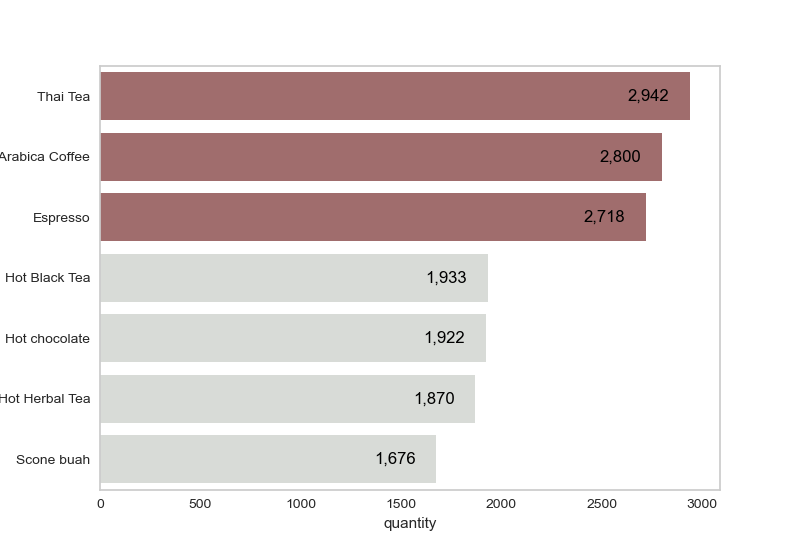 Thai Tea 2,942
Arabica Coffee 2,800
Espresso 2,718
Hot Black Tea 1,933
Hot chocolate 1,922
Hot Herbal Tea 1,870
Scone buah 1,676
0 500 1000 1500 2000 2500 3000
quantity